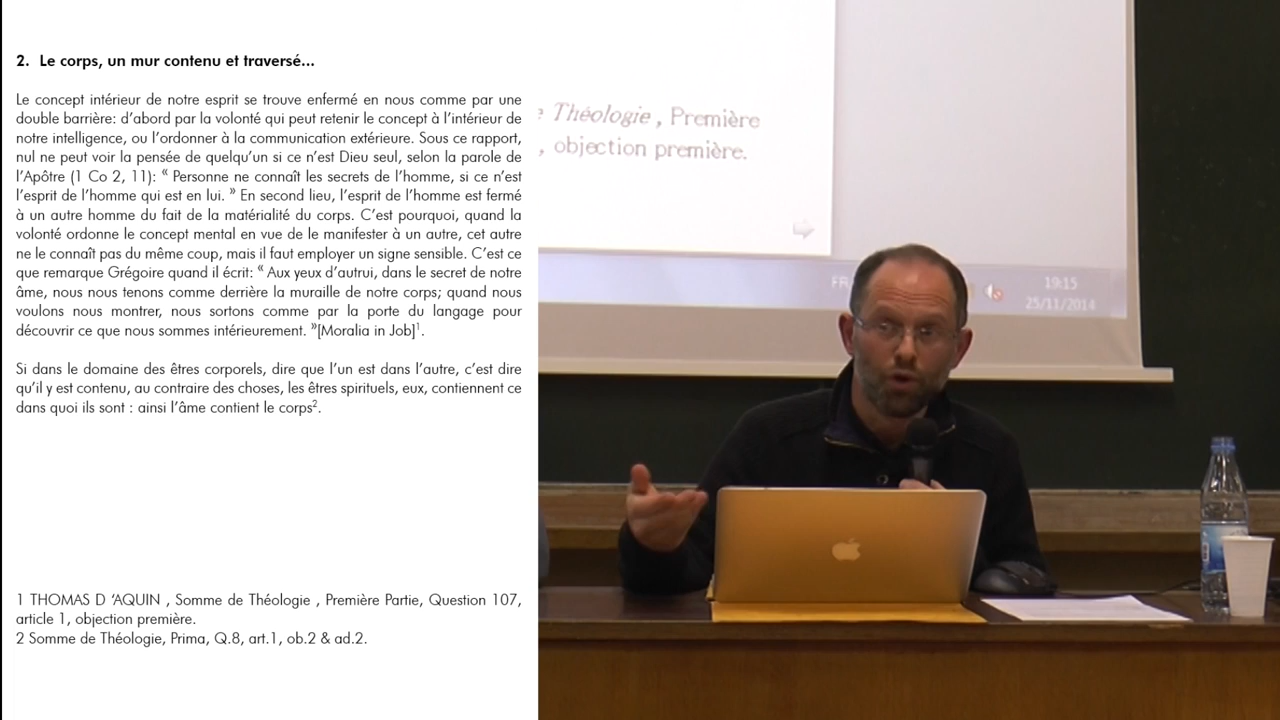 2. Le corps, un mur contenu et traversé...
Le concept intérieur de notre esprit se trouve enfermé en nous comme par une
double barrière: d’abord par la volonté qui peut retenir le concept à l’intérieur de
notre intelligence, ou l’ordonner à la communication extérieure. Sous ce rapport,
nul ne peut voir la pensée de quelqu’un si ce n’est Dieu seul, selon la parole de
l’Apôtre (1 Co 2, 11): “ Personne ne connaît les secrets de l’homme, si ce n’est
l’esprit de l’homme qui est en lui. ” En second lieu, l’esprit de l’homme est fermé
à un autre homme du fait de la matérialité du corps. C’est pourquoi, quand la
volonté ordonne le concept mental en vue de le manifester à un autre, cet autre
ne le connaît pas du même coup, mais il faut employer un signe sensible. C’est ce
que remarque Grégoire quand il écrit: “ Aux yeux d’autrui, dans le secret de notre
âme, nous nous tenons comme derrière la muraille de notre corps; quand nous
voulons nous montrer, nous sortons comme par la porte du langage pour
découvrir ce que nous sommes intérieurement. ”[Moralia in Job]¹.
Si dans le domaine des êtres corporels, dire que l’un est dans l’autre, c’est dire
qu’il y est contenu, au contraire des choses, les êtres spirituels, eux, contiennent ce
dans quoi ils sont : ainsi l’âme contient le corps².
1 THOMAS D ‘AQUIN , Somme de Théologie , Première Partie, Question 107,
article 1, objection première.
2 Somme de Théologie, Prima, Q.8, art.1, ob.2 & ad.2.
Théologie , Première
, objection première.
FR
19:15
25/11/2014